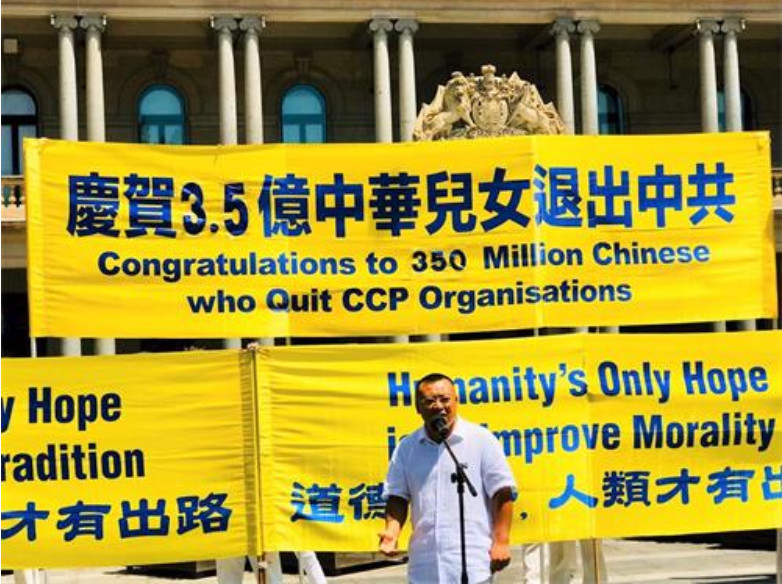 慶賀3.5億中華兒女退出中共
Congratulations to 350 Million Chinese
who Quit CCP Organisations
y Hope
radition
才有出路
Humanity's Only Hope
Improve Morality
道德
，人類才有出